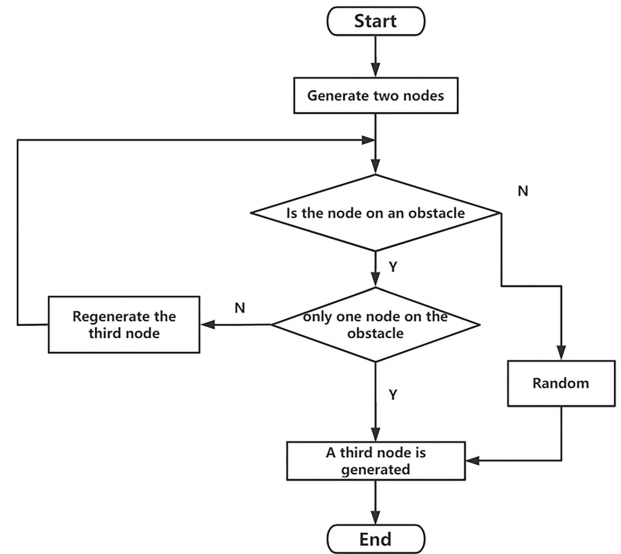 Start
Generate two nodes
N
Is the node on an obstacle
Y
N
only one node on the
obstacle
Regenerate the
third node
Random
Y
A third node is
generated
End